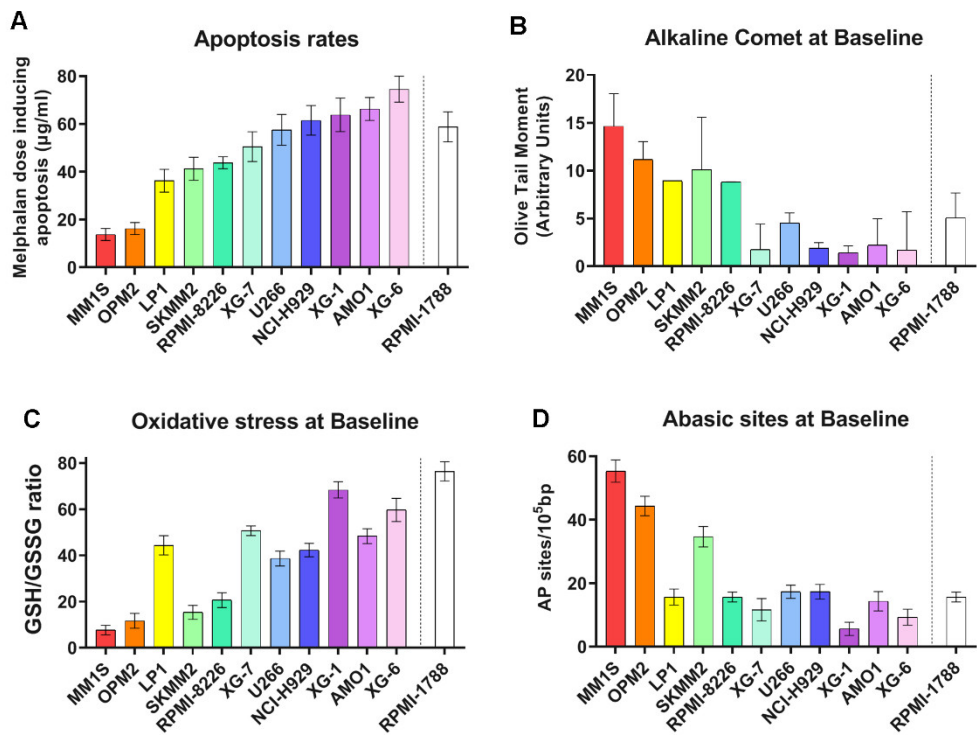 A
Apoptosis rates
Melphalan dose inducing
apoptosis (µg/ml)
80
60
40
20
0
MM1S
OPM2
LP1
SKMM2
RPMI-8226
XG-7
U266
NCI-H929
XG-1
AMO1
XG-6
RPMI-1788
B
Alkaline Comet at Baseline
Olive Tail Moment
(Arbitrary Units)
20
15
10
5
0
MM1S
OPM2
LP1
SKMM2
RPMI-8226
XG-7
U266
NCI-H929
XG-1
AMO1
XG-6
RPMI-1788
C
Oxidative stress at Baseline
GSH/GSSG ratio
80
60
40
20
0
MM1S
OPM2
LP1
SKMM2
RPMI-8226
XG-7
U266
NCI-H929
XG-1
AMO1
XG-6
RPMI-1788
D
Abasic sites at Baseline
AP sites/10⁵bp
60
40
20
0
MM1S
OPM2
LP1
SKMM2
RPMI-8226
XG-7
U266
NCI-H929
XG-1
AMO1
XG-6
RPMI-1788